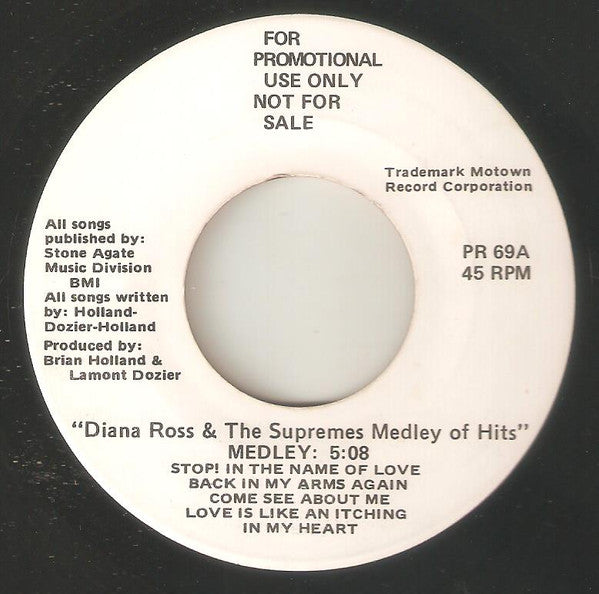 FOR
PROMOTIONAL
USE ONLY
NOT FOR
SALE
Trademark Motown
Record Corporation
All songs
published by:
Stone Agate
Music Division
BMI
All songs written
by: Holland-
Dozier-Holland
Produced by:
Brian Holland &
Lamont Dozier
PR 69A
45 RPM
"Diana Ross & The Supremes Medley of Hits"
MEDLEY: 5:08
STOP! IN THE NAME OF LOVE
BACK IN MY ARMS AGAIN
COME SEE ABOUT ME
LOVE IS LIKE AN ITCHING
IN MY HEART